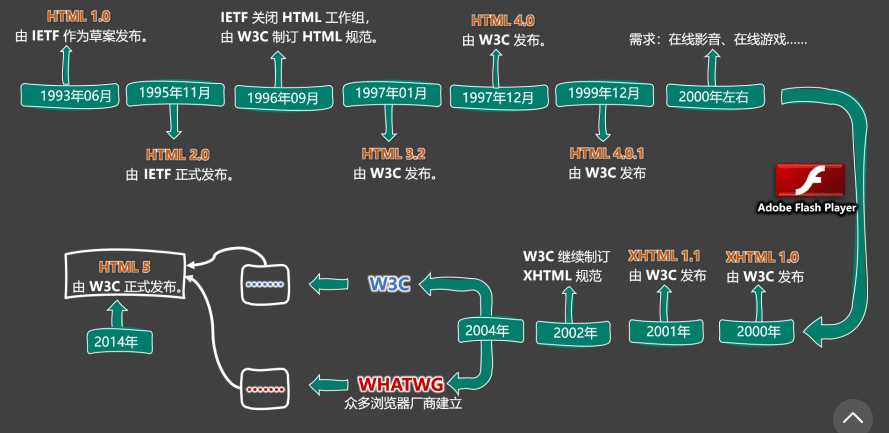 HTML 1.0
由 IETF 作为草案发布。
IETF 关闭 HTML 工作组，
由 W3C 制订 HTML 规范。
HTML 4.0
由 W3C 发布。
需求：在线影音、在线游戏......
1993年06月
1995年11月
1996年09月
1997年01月
1997年12月
1999年12月
2000年左右
HTML 2.0
由 IETF 正式发布。
HTML 3.2
由 W3C 发布。
HTML 4.0.1
由 W3C 发布
Adobe Flash Player
HTML 5
由 W3C 正式发布。
•••••••
W3C
W3C 继续制订
XHTML 规范
XHTML 1.1
由 W3C 发布
XHTML 1.0
由 W3C 发布
2014年
2004年
2002年
2001年
2000年
•••••••
WHATWG
众多浏览器厂商建立